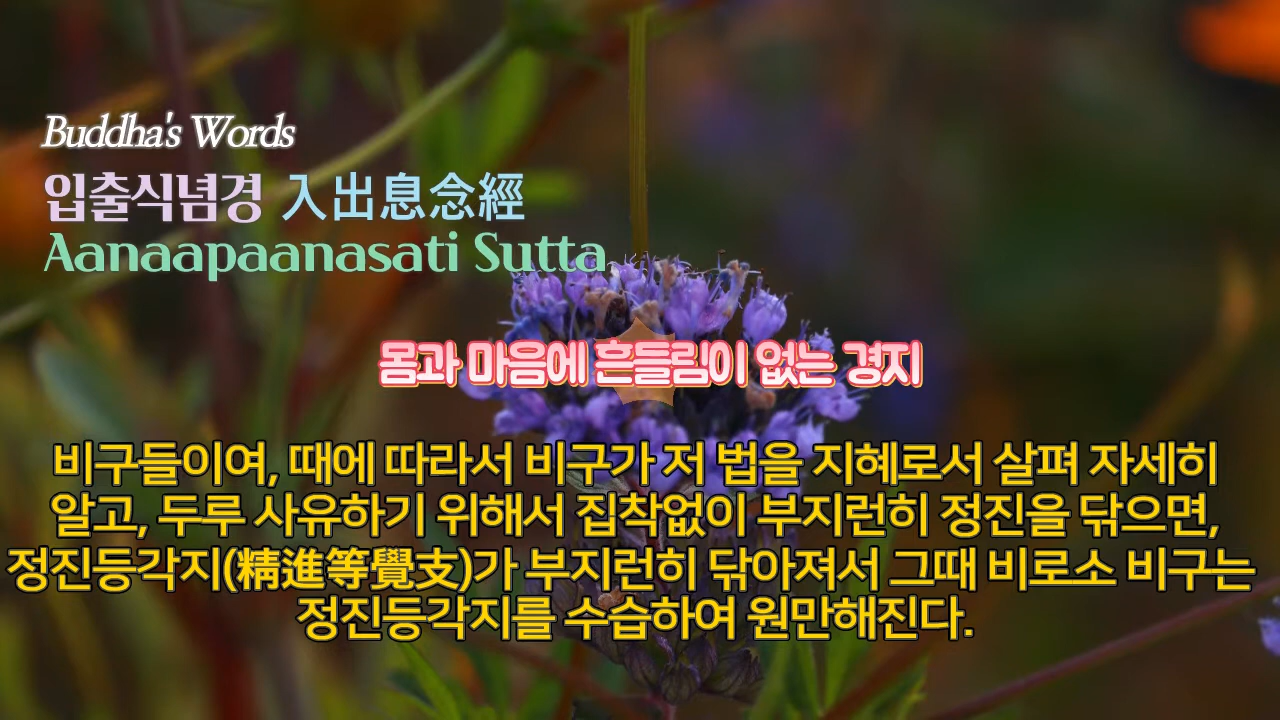 Buddha's Words
입출식념경 入出息念經
Aanaapaanasati Sutta
몸과 마음에 흔들림이 없는 경지
비구들이여, 때에 따라서 비구가 저 법을 지혜로서 살펴 자세히
알고, 두루 사유하기 위해서 집착없이 부지런히 정진을 닦으면,
정진등각지(精進等覺支)가 부지런히 닦아져서 그때 비로소 비구는
정진등각지를 수습하여 원만해진다.